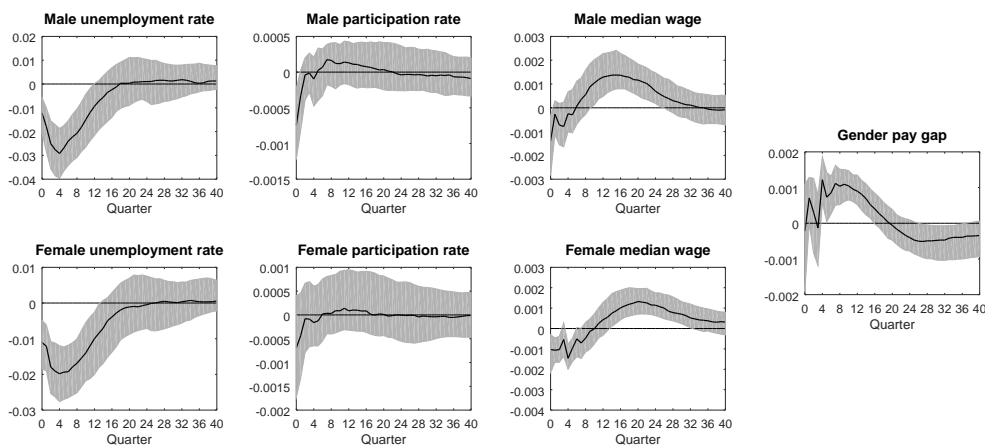 Male unemployment rate
0.02
0.01
0
-0.01
-0.02
-0.03
-0.04
0 4 8 12 16 20 24 28 32 36 40
Quarter
Male participation rate
0.0005
0
-0.0005
-0.001
-0.0015
0 4 8 12 16 20 24 28 32 36 40
Quarter
Male median wage
0.003
0.002
0.001
0
-0.001
-0.002
-0.003
0 4 8 12 16 20 24 28 32 36 40
Quarter
Gender pay gap
0.002
0.001
0
-0.001
-0.002
0 4 8 12 16 20 24 28 32 36 40
Quarter
Female unemployment rate
0.01
0
-0.01
-0.02
-0.03
0 4 8 12 16 20 24 28 32 36 40
Quarter
Female participation rate
0.001
0.0005
0
-0.0005
-0.001
-0.0015
-0.002
0 4 8 12 16 20 24 28 32 36 40
Quarter
Female median wage
0.003
0.002
0.001
0
-0.001
-0.002
-0.003
-0.004
0 4 8 12 16 20 24 28 32 36 40
Quarter